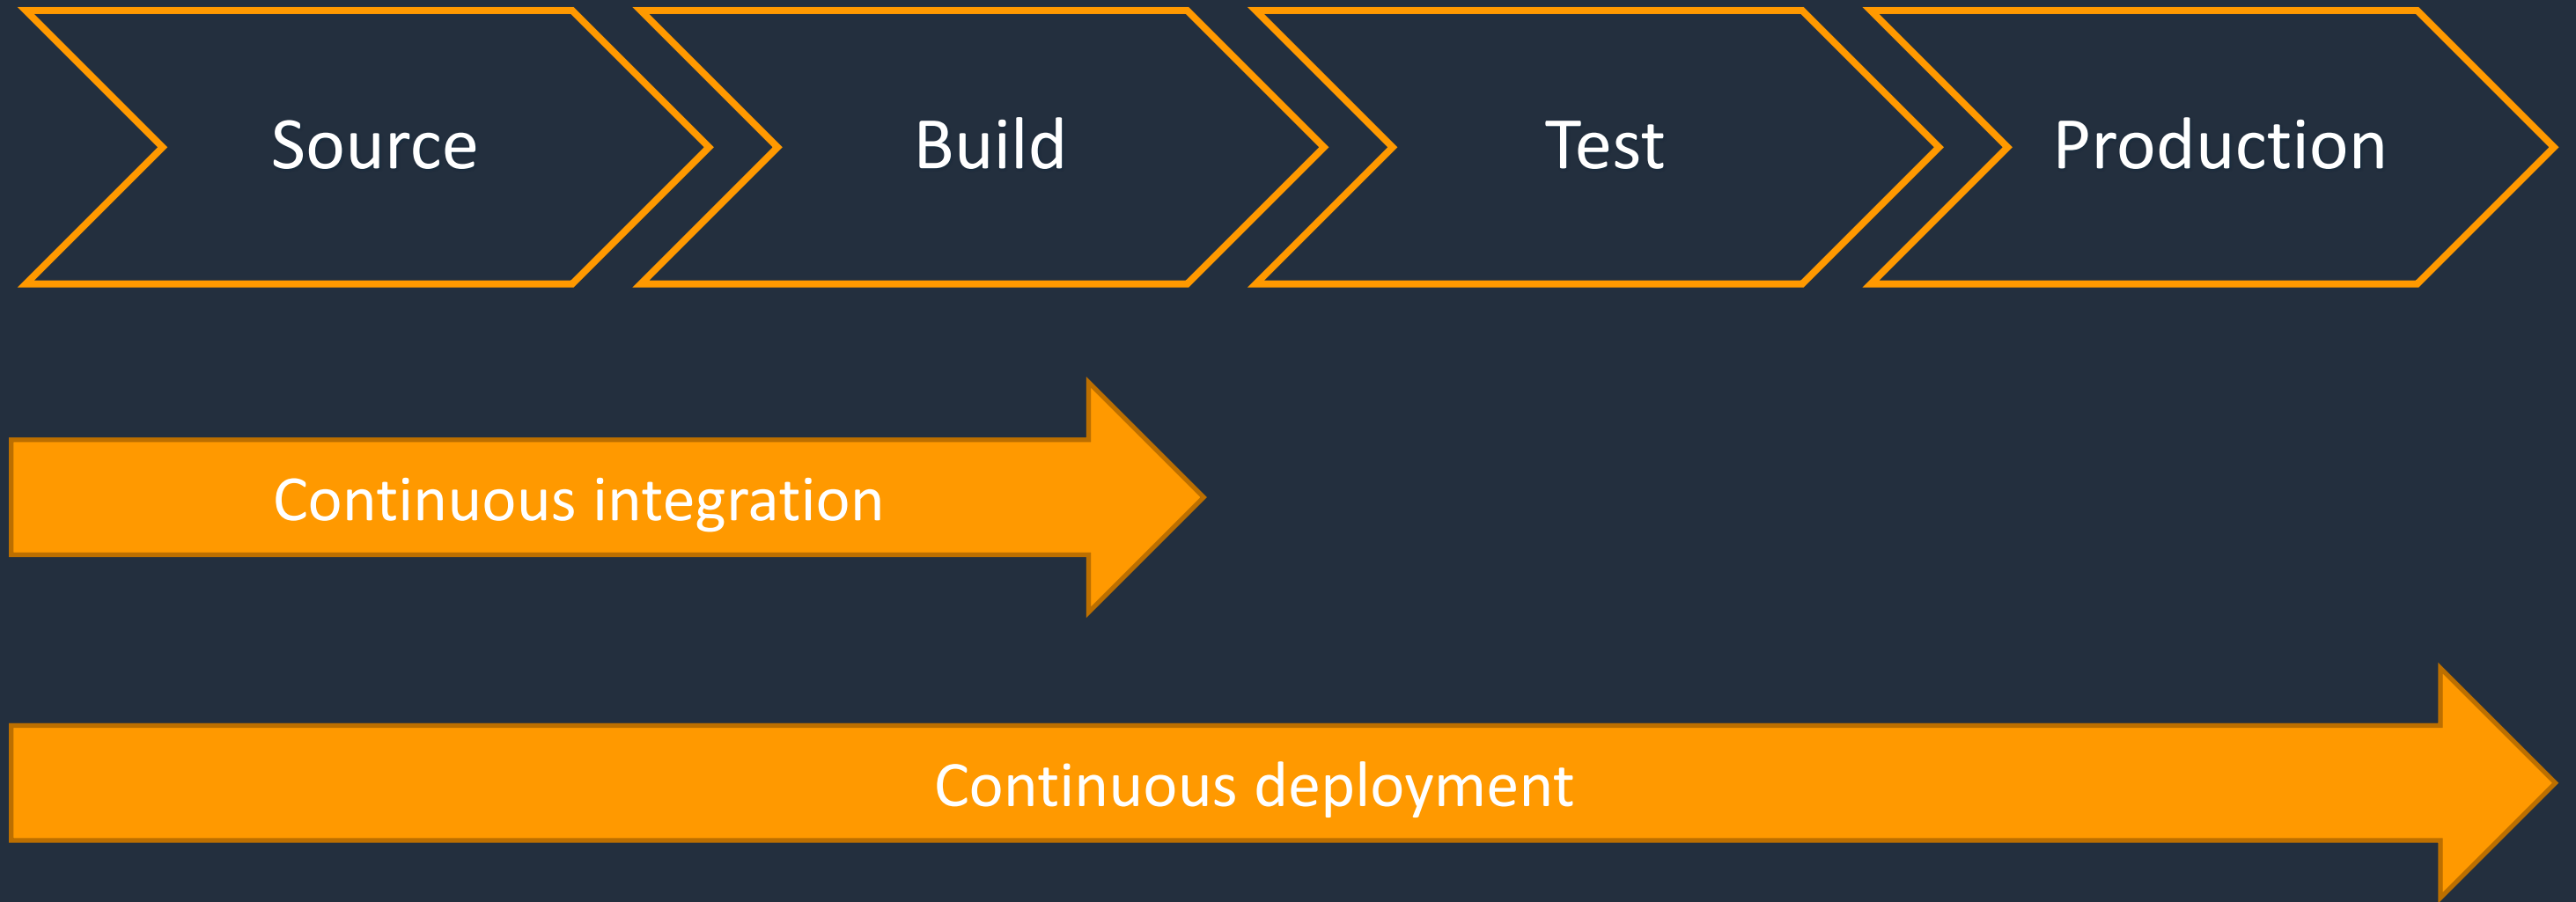 Source
Build
Test
Production
Continuous integration
Continuous deployment